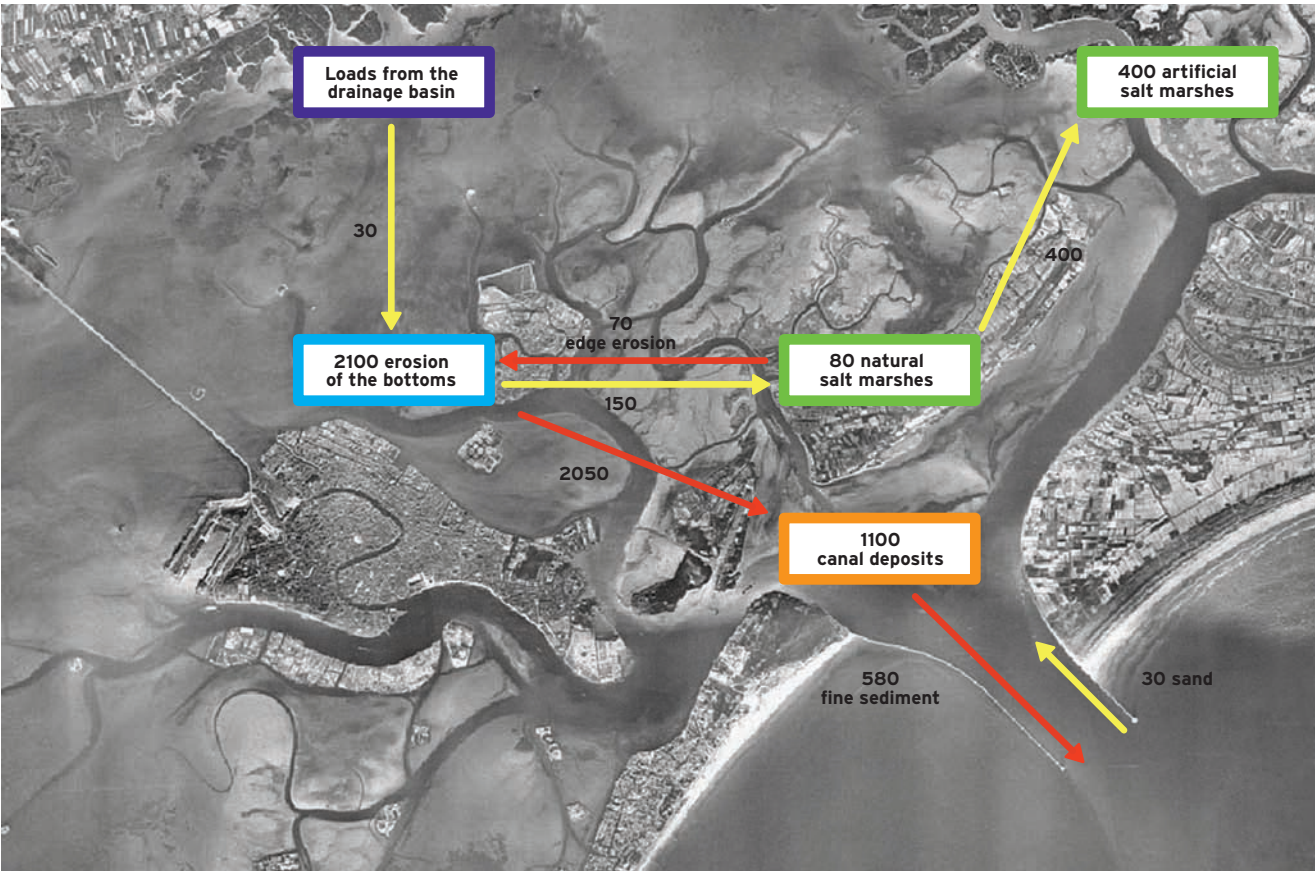 Loads from the
drainage basin
400 artificial
salt marshes
30
400
70
edge erosion
2100 erosion
of the bottoms
80 natural
salt marshes
150
2050
1100
canal deposits
580
fine sediment
30 sand